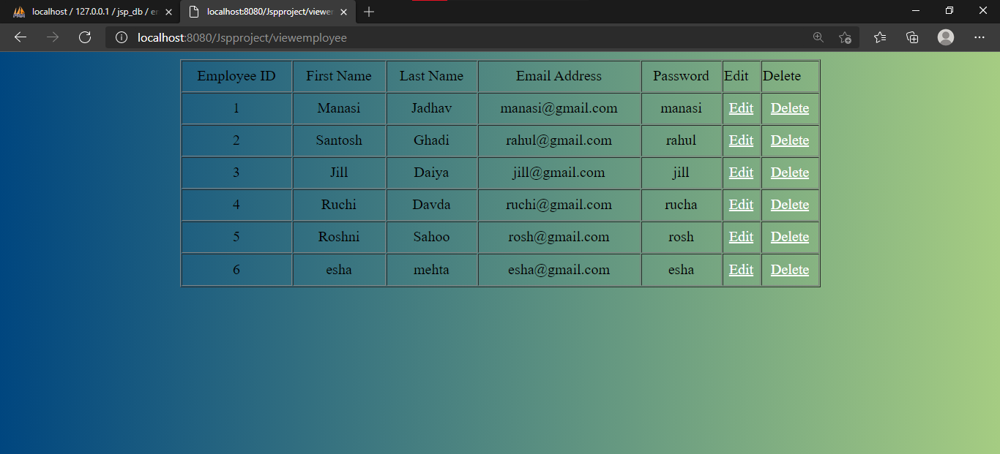 localhost / 127.0.0.1 / jsp_db / er
localhost:8080/Jspproject/viewer
localhost:8080/Jspproject/viewemployee
Employee ID First Name Last Name Email Address Password Edit Delete
1 Manasi Jadhav manasi@gmail.com manasi Edit Delete
2 Santosh Ghadi rahul@gmail.com rahul Edit Delete
3 Jill Daiya jill@gmail.com jill Edit Delete
4 Ruchi Davda ruchi@gmail.com rucha Edit Delete
5 Roshni Sahoo rosh@gmail.com rosh Edit Delete
6 esha mehta esha@gmail.com esha Edit Delete